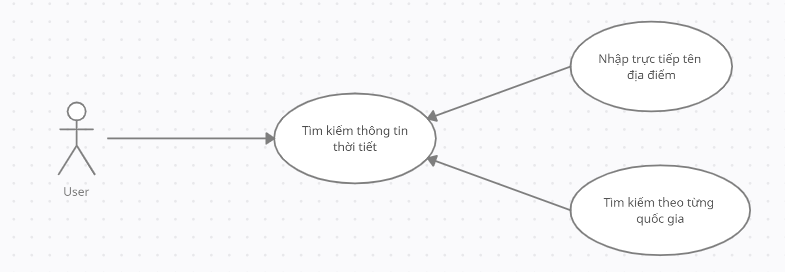 Nhập trực tiếp tên
địa điểm
Tìm kiếm thông tin
thời tiết
User
Tìm kiếm theo từng
quốc gia